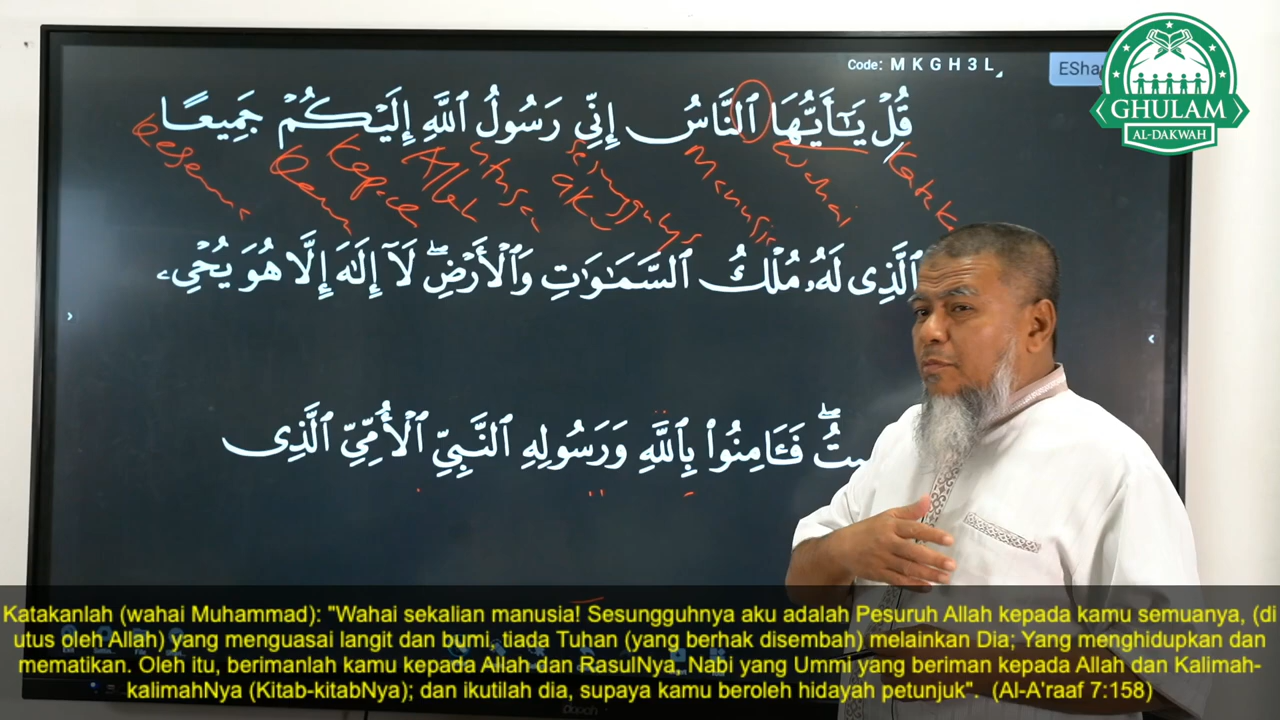 Code: M K G H 3 L
ESha
GHULAM
AL-DAKWAH
قُلْ يَـٰٓأَيُّهَا ٱلنَّاسُ إِنِّى رَسُولُ ٱللَّهِ إِلَيْكُمْ جَمِيعًا
Manusia
ٱلَّذِى لَهُۥ مُلْكُ ٱلسَّمَـٰوَٰتِ وَٱلْأَرْضِ ۖ لَآ إِلَـٰهَ إِلَّا هُوَ يُحْىِۦ
فَـَٔامِنُوا۟ بِٱللَّهِ وَرَسُولِهِ ٱلنَّبِىِّ ٱلْأُمِّىِّ ٱلَّذِى
Katakanlah (wahai Muhammad): "Wahai sekalian manusia! Sesungguhnya aku adalah Pesuruh Allah kepada kamu semuanya, (di
utus oleh Allah) yang menguasai langit dan bumi, tiada Tuhan (yang berhak disembah) melainkan Dia; Yang menghidupkan dan
mematikan. Oleh itu, berimanlah kamu kepada Allah dan RasulNya, Nabi yang Ummi yang beriman kepada Allah dan Kalimah-
kalimahNya (Kitab-kitabNya); dan ikutilah dia, supaya kamu beroleh hidayah petunjuk". (Al-A'raaf 7:158)